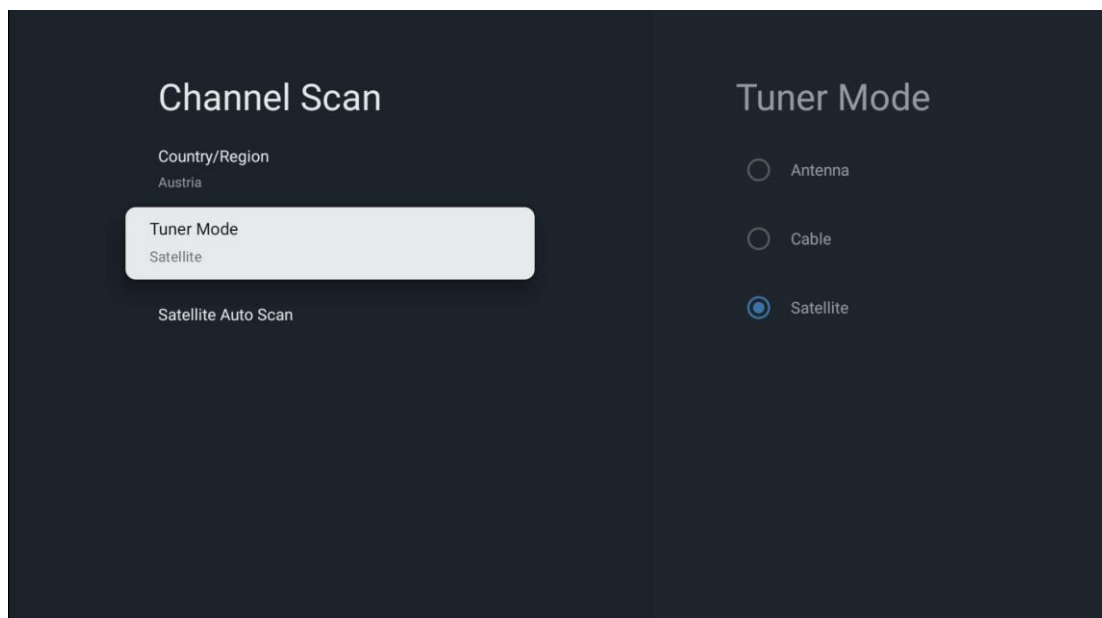 Channel Scan
Country/Region
Austria
Tuner Mode
Satellite
Satellite Auto Scan
Tuner Mode
Antenna
Cable
Satellite